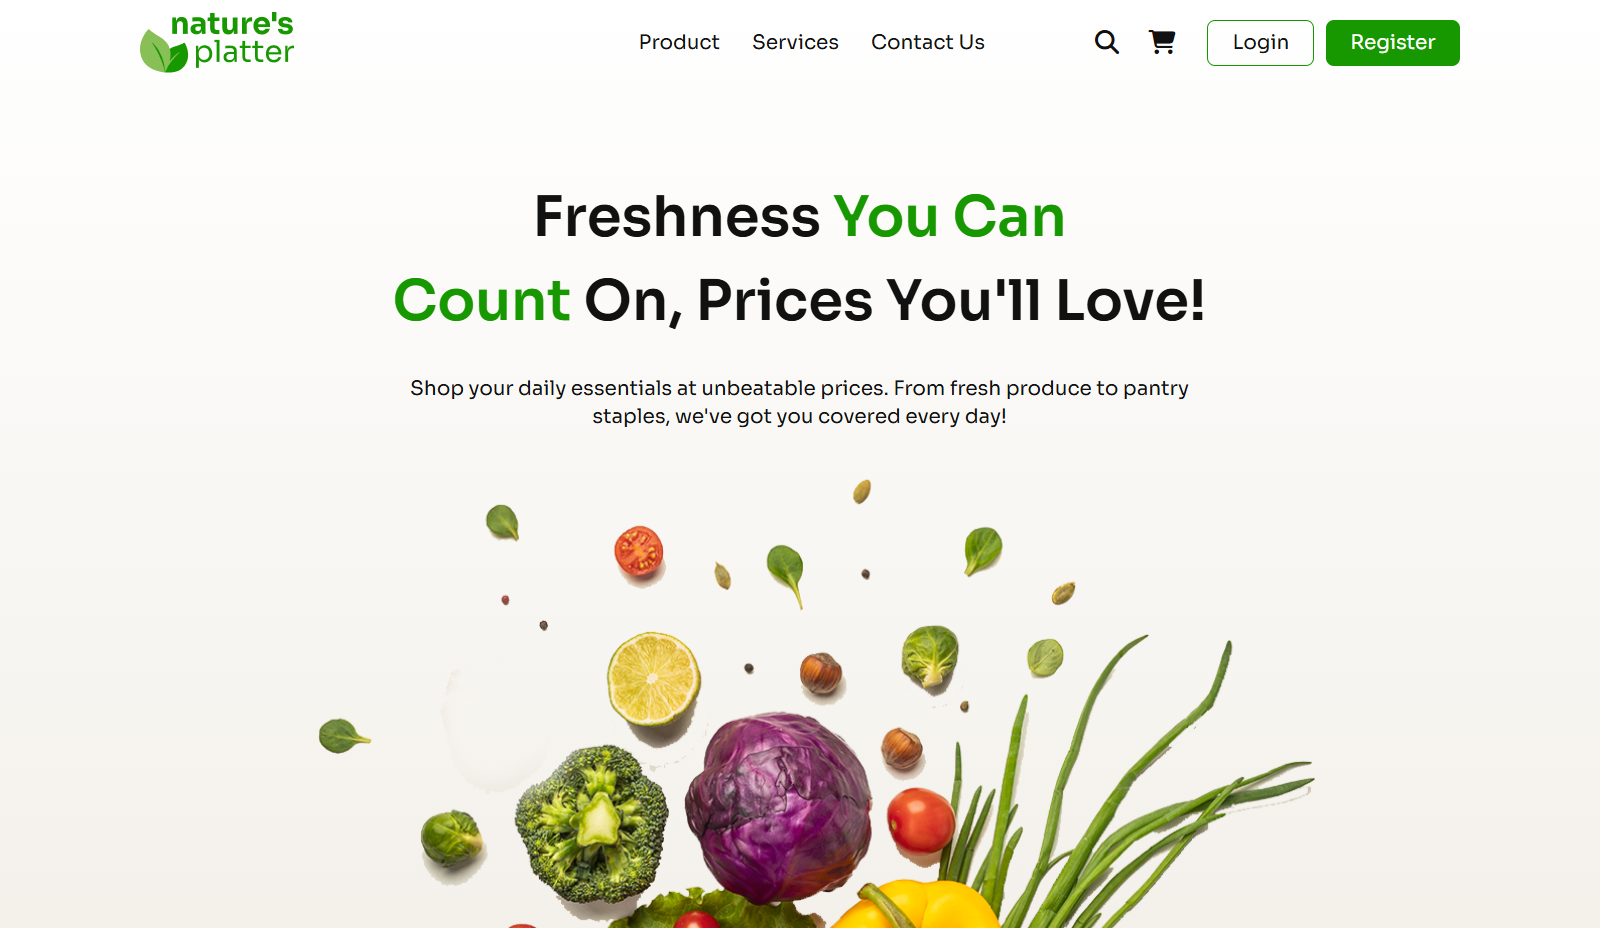 nature's
platter
Product Services Contact Us
Login Register
Freshness You Can
Count On, Prices You'll Love!
Shop your daily essentials at unbeatable prices. From fresh produce to pantry
staples, we've got you covered every day!